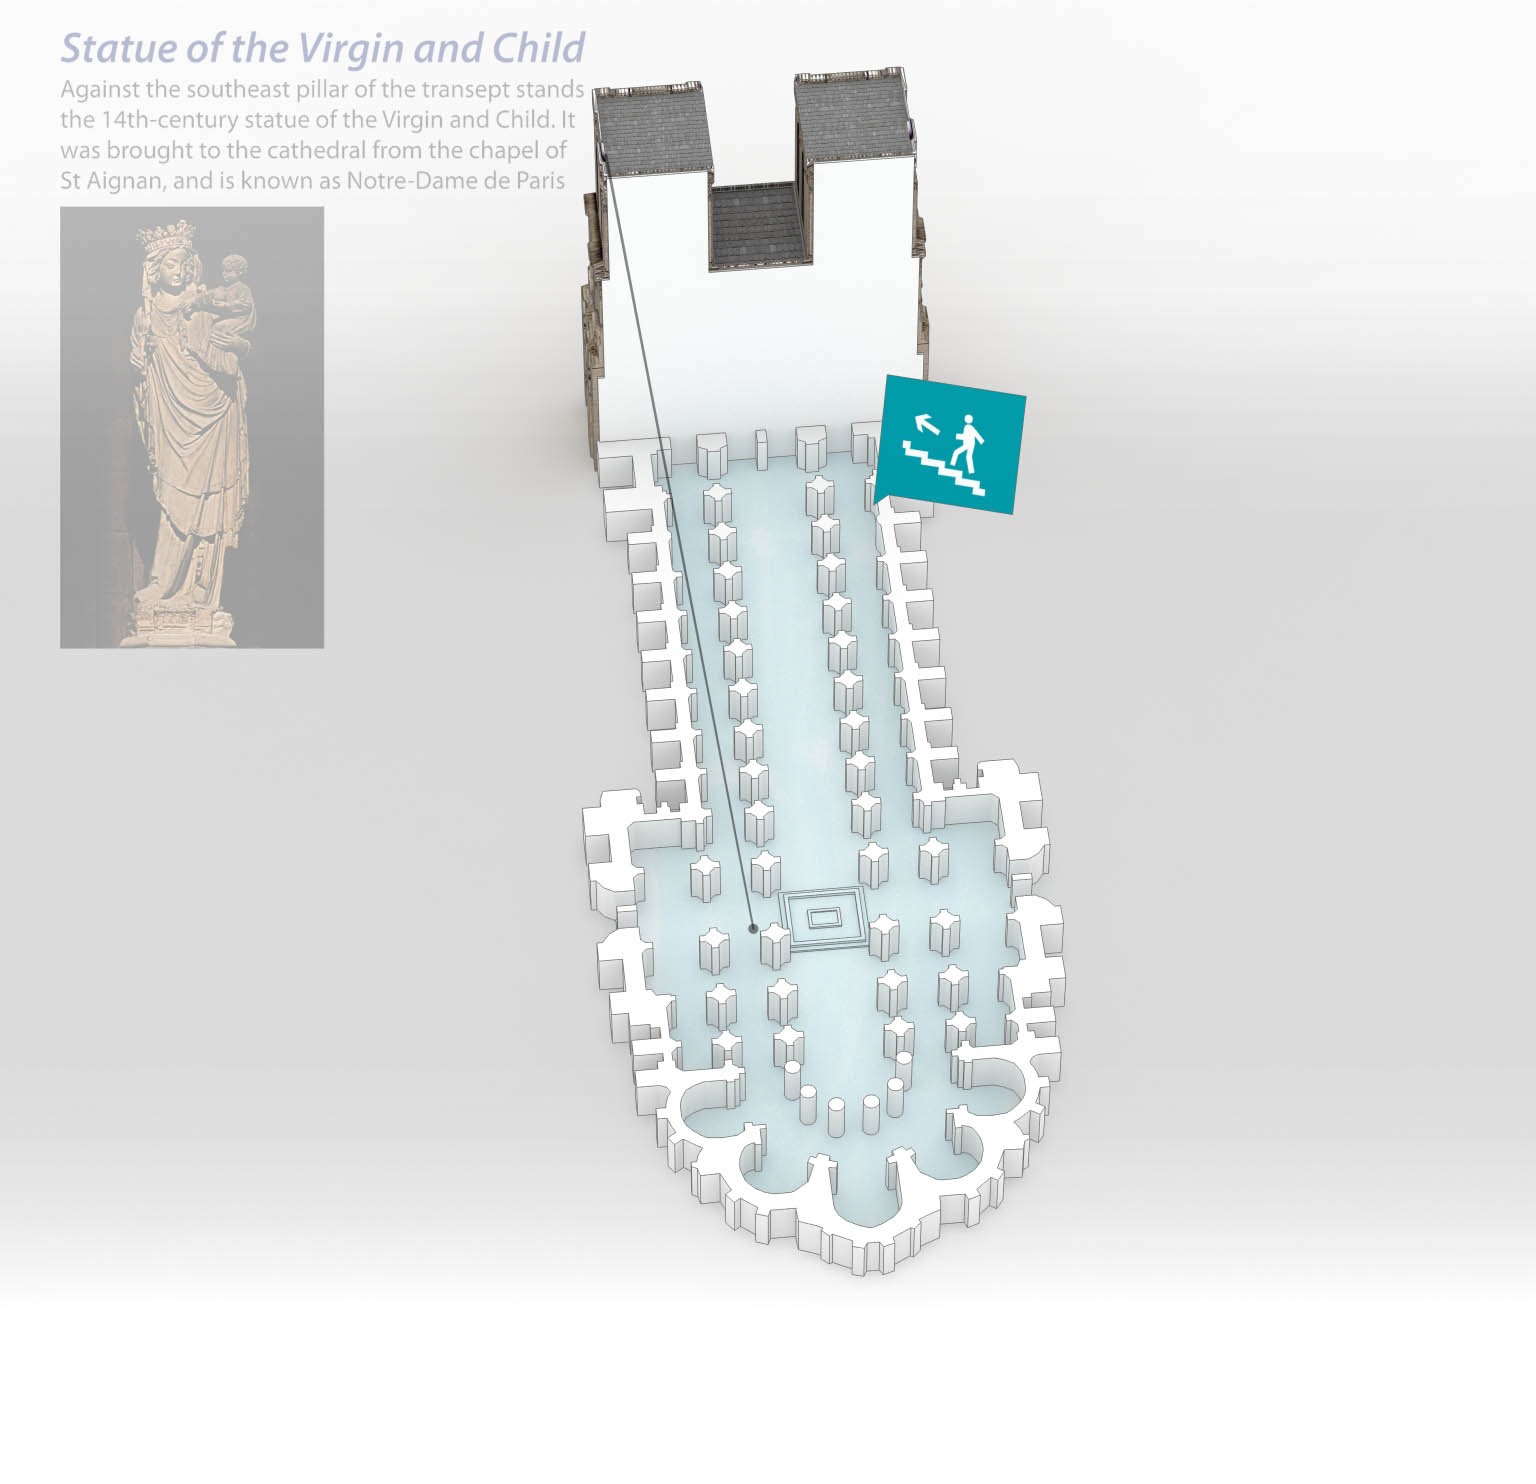 Statue of the Virgin and Child
Against the southeast pillar of the transept stands
the 14th-century statue of the Virgin and Child. It
was brought to the cathedral from the chapel of
St Aignan, and is known as Notre-Dame de Paris